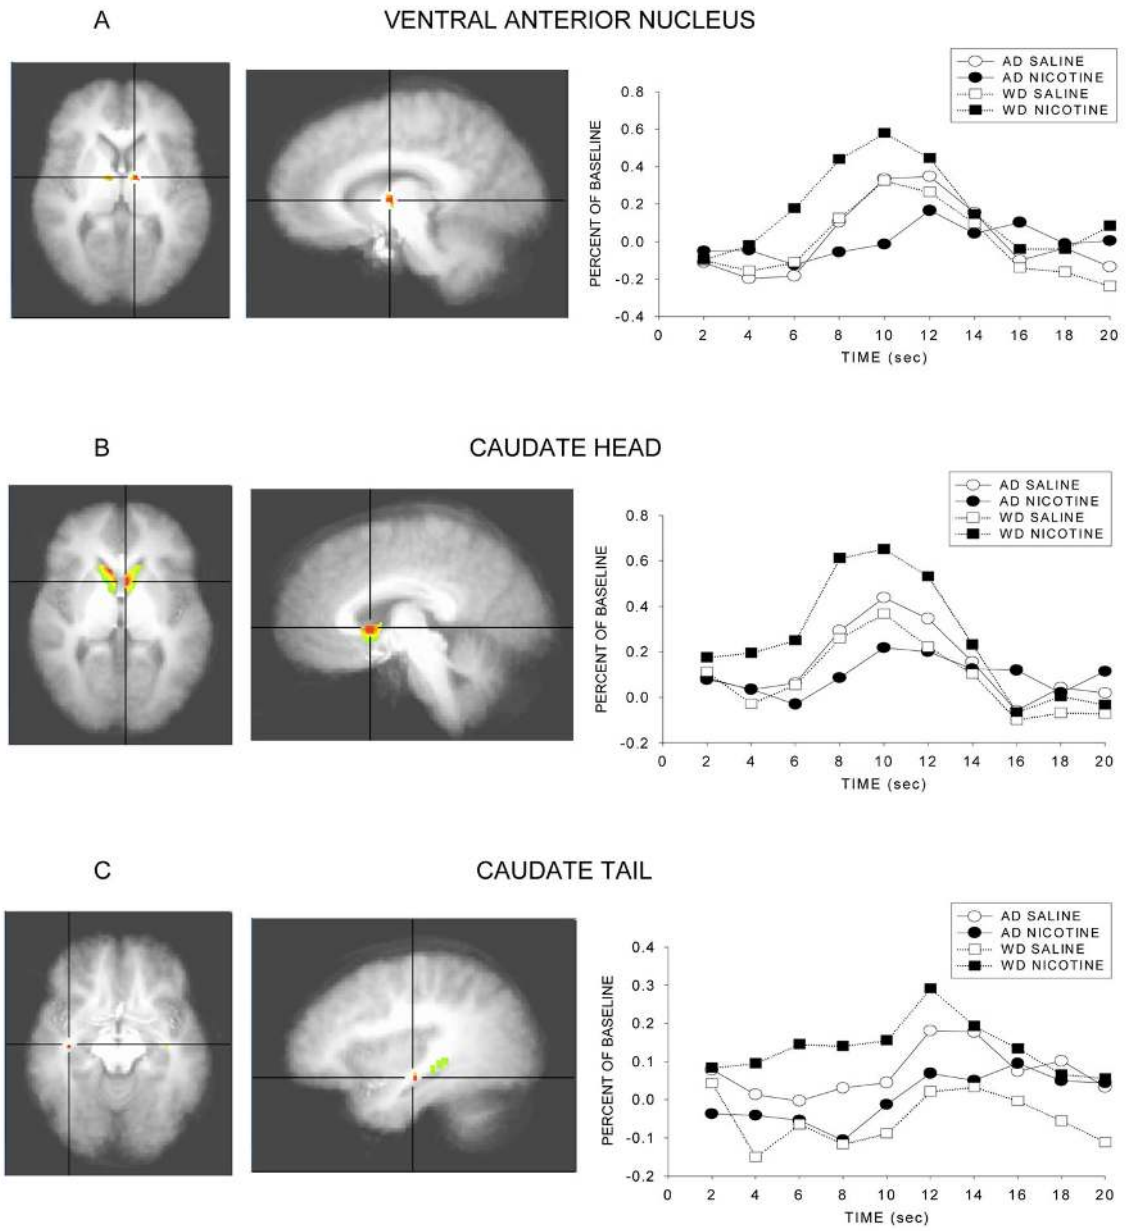 A
VENTRAL ANTERIOR NUCLEUS
AD SALINE
AD NICOTINE
WD SALINE
WD NICOTINE
0.8
0.6
0.4
0.2
0.0
-0.2
-0.4
PERCENT OF BASELINE
0 2 4 6 8 10 12 14 16 18 20
TIME (sec)
B
CAUDATE HEAD
AD SALINE
AD NICOTINE
WD SALINE
WD NICOTINE
0.8
0.6
0.4
0.2
0.0
-0.2
PERCENT OF BASELINE
0 2 4 6 8 10 12 14 16 18 20
TIME (sec)
C
CAUDATE TAIL
AD SALINE
AD NICOTINE
WD SALINE
WD NICOTINE
0.4
0.3
0.2
0.1
0.0
-0.1
-0.2
PERCENT OF BASELINE
0 2 4 6 8 10 12 14 16 18 20
TIME (sec)